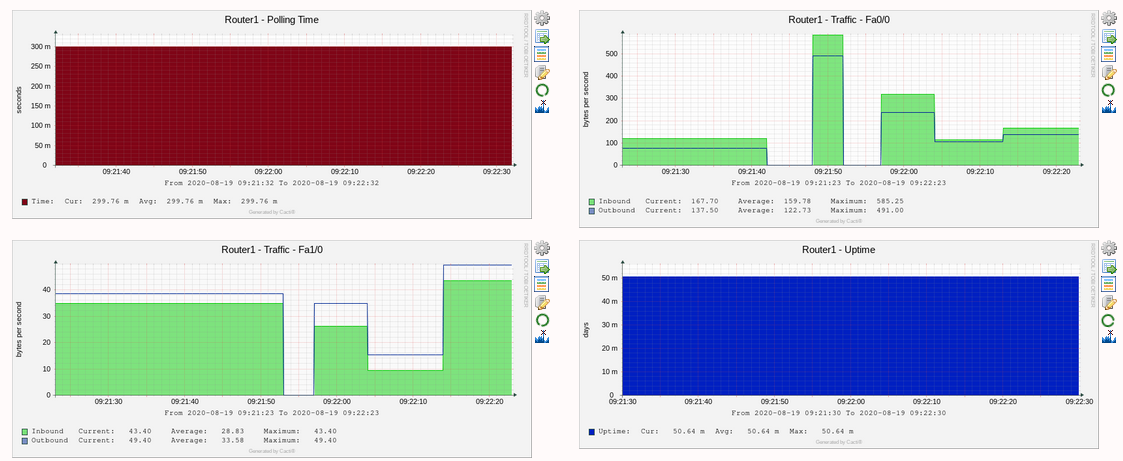 Router1 - Polling Time
RRDTOOL / TOBI OETIKER
seconds
300 m
250 m
200 m
150 m
100 m
50 m
0
09:21:40 09:21:50 09:22:00 09:22:10 09:22:20 09:22:30
From 2020-08-19 09:21:32 To 2020-08-19 09:22:32
Time: Cur: 299.76 m Avg: 299.76 m Max: 299.76 m
Generated by Cacti®
Router1 - Traffic - Fa0/0
RRDTOOL / TOBI OETIKER
bytes per second
500
400
300
200
100
0
09:21:30 09:21:40 09:21:50 09:22:00 09:22:10 09:22:20
From 2020-08-19 09:21:23 To 2020-08-19 09:22:23
Inbound Current: 167.70 Average: 159.78 Maximum: 585.25
Outbound Current: 137.50 Average: 122.73 Maximum: 491.00
Generated by Cacti®
Router1 - Traffic - Fa1/0
RRDTOOL / TOBI OETIKER
bytes per second
40
30
20
10
0
09:21:30 09:21:40 09:21:50 09:22:00 09:22:10 09:22:20
From 2020-08-19 09:21:23 To 2020-08-19 09:22:23
Inbound Current: 43.40 Average: 28.83 Maximum: 43.40
Outbound Current: 49.40 Average: 33.58 Maximum: 49.40
Generated by Cacti®
Router1 - Uptime
RRDTOOL / TOBI OETIKER
days
50 m
40 m
30 m
20 m
10 m
0
09:21:30 09:21:40 09:21:50 09:22:00 09:22:10 09:22:20 09:22:30
From 2020-08-19 09:21:30 To 2020-08-19 09:22:30
Uptime: Cur: 50.64 m Avg: 50.64 m Max: 50.64 m
Generated by Cacti®